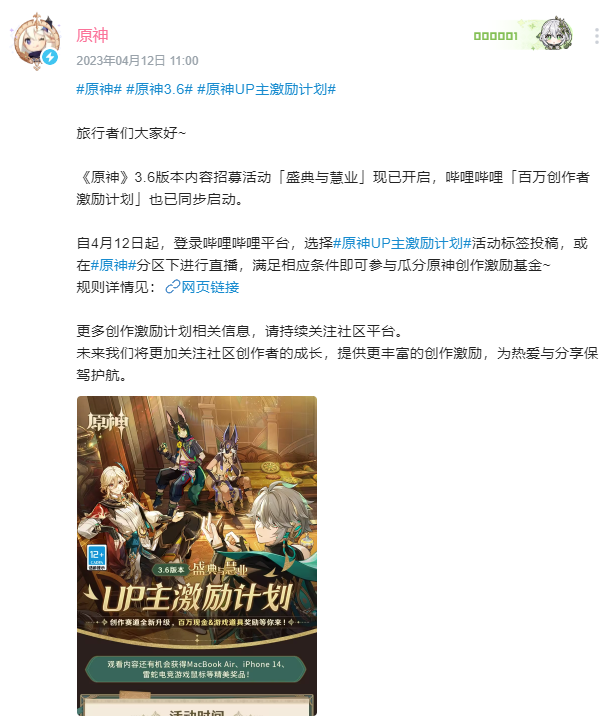 原神
000001
2023年04月12日 11:00
#原神# #原神3.6# #原神UP主激励计划#
旅行者们大家好~
《原神》3.6版本内容招募活动「盛典与慧业」现已开启，哔哩哔哩「百万创作者
激励计划」也已同步启动。
自4月12日起，登录哔哩哔哩平台，选择#原神UP主激励计划#活动标签投稿，或
在#原神#分区下进行直播，满足相应条件即可参与瓜分原神创作激励基金~
规则详情见：网页链接
更多创作激励计划相关信息，请持续关注社区平台。
未来我们将更加关注社区创作者的成长，提供更丰富的创作激励，为热爱与分享保
驾护航。
原神
12+
3.6版本 盛典与慧业
UP主激励计划
创作赛道全新升级，百万现金&游戏道具奖励等你来！
观看内容还有机会获得MacBook Air、iPhone 14、
雷蛇电竞游戏鼠标等精美奖品！
活动时间